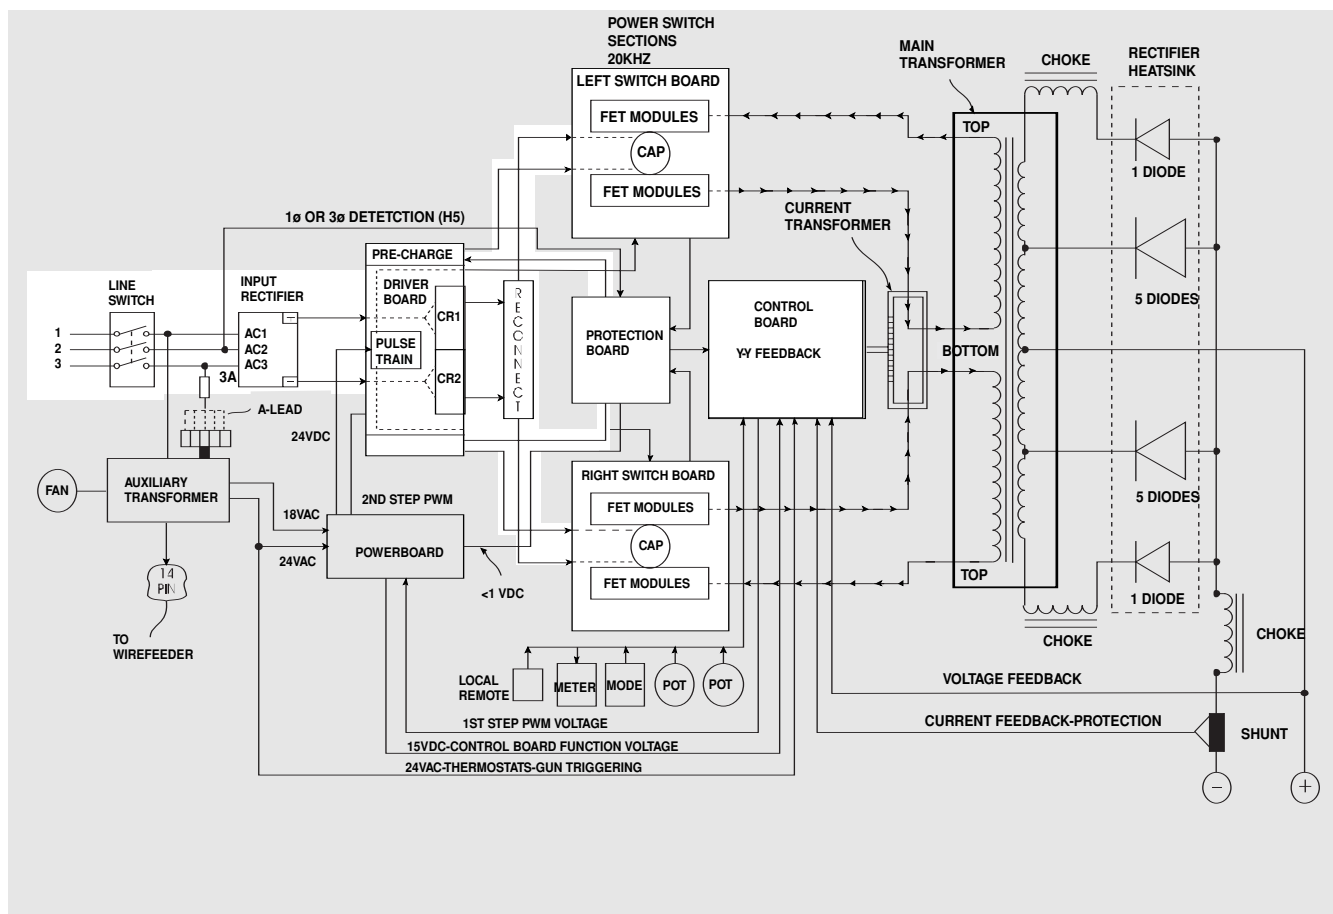 POWER SWITCH
SECTIONS
20KHZ
LEFT SWITCH BOARD
FET MODULES
CAP
FET MODULES
MAIN
TRANSFORMER
CHOKE
RECTIFIER
HEATSINK
TOP
1 DIODE
CURRENT
TRANSFORMER
1ø OR 3ø DETETCTION (H5)
PRE-CHARGE
DRIVER
BOARD
CR1
PULSE
TRAIN
CR2
RECONNECT
LINE
SWITCH
INPUT
RECTIFIER
1
2
3
AC1
AC2
AC3
3A
A-LEAD
24VDC
PROTECTION
BOARD
CONTROL
BOARD
Y-Y FEEDBACK
BOTTOM
5 DIODES
5 DIODES
FAN
AUXILIARY
TRANSFORMER
18VAC
24VAC
2ND STEP PWM
POWERBOARD
<1 VDC
RIGHT SWITCH BOARD
FET MODULES
CAP
FET MODULES
TOP
1 DIODE
CHOKE
CHOKE
14
PIN
TO
WIREFEEDER
LOCAL
REMOTE
METER
MODE
POT
POT
VOLTAGE FEEDBACK
1ST STEP PWM VOLTAGE
CURRENT FEEDBACK-PROTECTION
SHUNT
15VDC-CONTROL BOARD FUNCTION VOLTAGE
24VAC-THERMOSTATS-GUN TRIGGERING
−
+